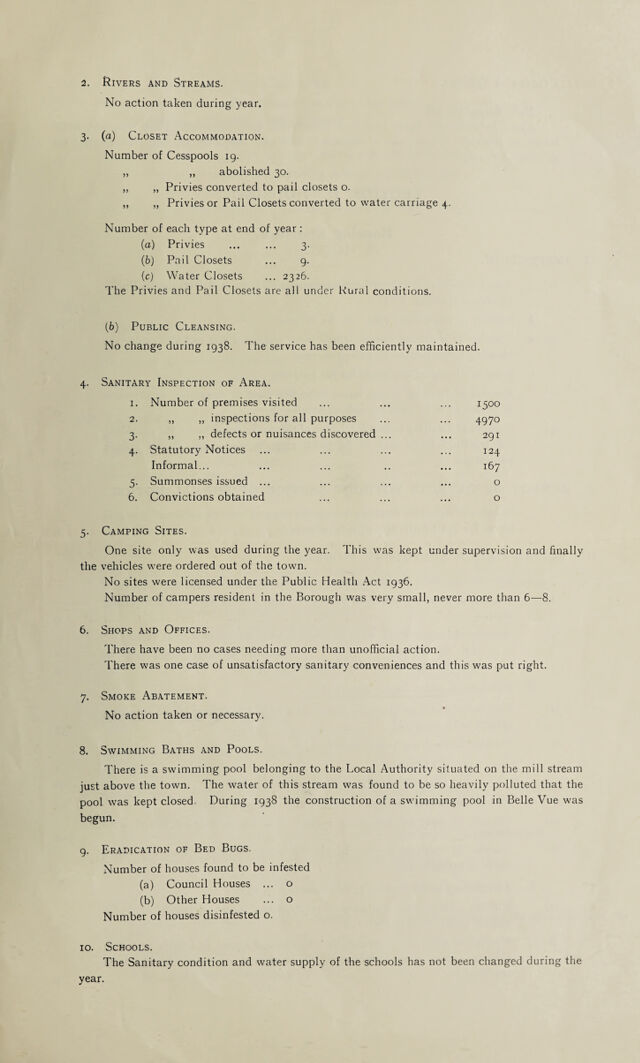 2. Rivers and Streams.
No action taken during year.
3. (a) Closet Accommodation.
Number of Cesspools 19.
„ „ abolished 30.
„ „ Privies converted to pail closets 0.
„ „ Privies or Pail Closets converted to water carriage 4.
Number of each type at end of year:
(a) Privies ... ... 3.
(b) Pail Closets ... 9.
(c) Water Closets ... 2326.
The Privies and Pail Closets are all under Rural conditions.
(b) Public Cleansing.
No change during 1938. The service has been efficiently maintained.
4. Sanitary Inspection of Area.
1. Number of premises visited ... ... ... 1500
2. „ „ inspections for all purposes ... ... 4970
3. „ „ defects or nuisances discovered ... ... 291
4. Statutory Notices ... ... ... ... 124
Informal... ... ... .. ... 167
5. Summonses issued ... ... ... ... 0
6. Convictions obtained ... ... ... 0
5. Camping Sites.
One site only was used during the year. This was kept under supervision and finally
the vehicles were ordered out of the town.
No sites were licensed under the Public Health Act 1936.
Number of campers resident in the Borough was very small, never more than 6—8.
6. Shops and Offices.
There have been no cases needing more than unofficial action.
There was one case of unsatisfactory sanitary conveniences and this was put right.
7. Smoke Abatement.
No action taken or necessary.
8. Swimming Baths and Pools.
There is a swimming pool belonging to the Local Authority situated on the mill stream
just above the town. The water of this stream was found to be so heavily polluted that the
pool was kept closed. During 1938 the construction of a swimming pool in Belle Vue was
begun.
9. Eradication of Bed Bugs.
Number of houses found to be infested
(a) Council Houses ... 0
(b) Other Houses ... 0
Number of houses disinfested 0.
10. Schools.
The Sanitary condition and water supply of the schools has not been changed during the
year.